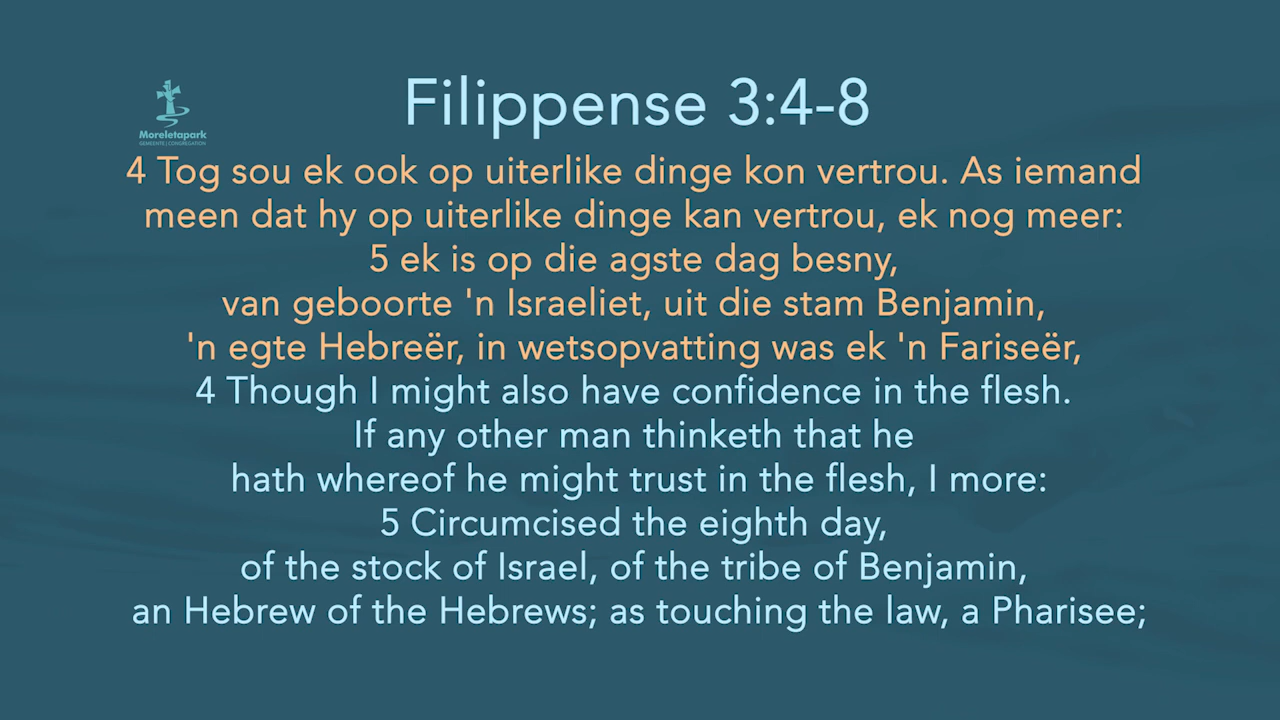 Filippense 3:4-8
Moreletapark
GEMEENTE | CONGREGATION
4 Tog sou ek ook op uiterlike dinge kon vertrou. As iemand
meen dat hy op uiterlike dinge kan vertrou, ek nog meer:
5 ek is op die agste dag besny,
van geboorte 'n Israeliet, uit die stam Benjamin,
'n egte Hebreër, in wetsopvatting was ek 'n Fariseër,
4 Though I might also have confidence in the flesh.
If any other man thinketh that he
hath whereof he might trust in the flesh, I more:
5 Circumcised the eighth day,
of the stock of Israel, of the tribe of Benjamin,
an Hebrew of the Hebrews; as touching the law, a Pharisee;